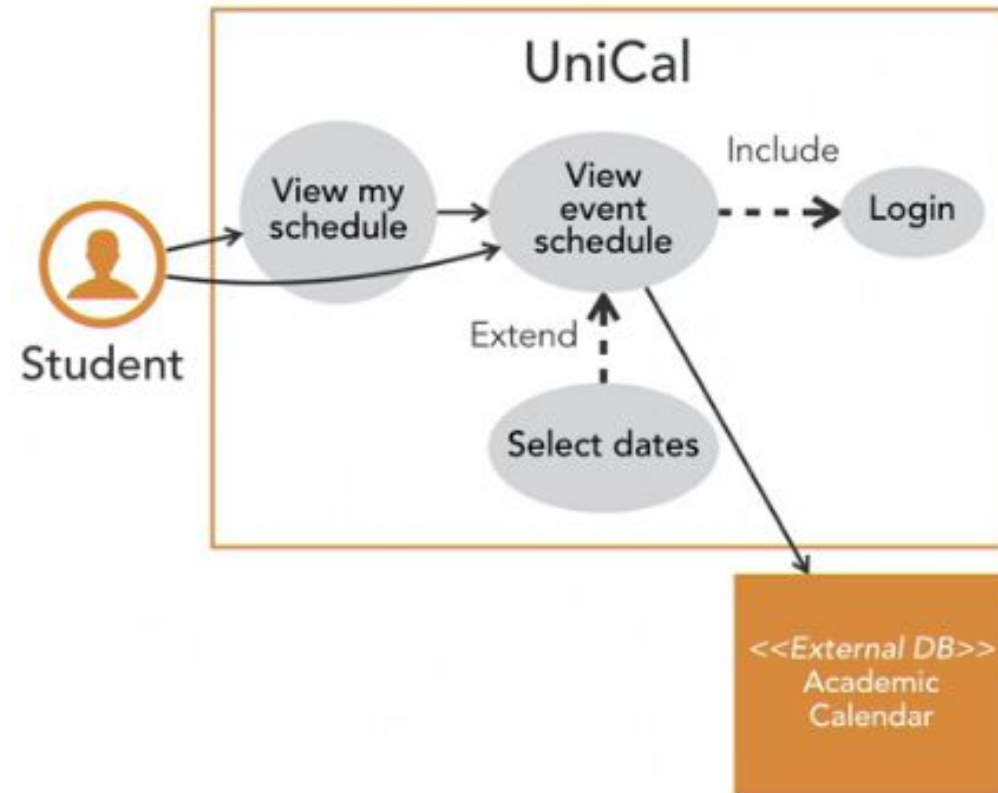 UniCal
View my
schedule
View
event
schedule
Include
Login
Student
Extend
Select dates
<<External DB>>
Academic
Calendar